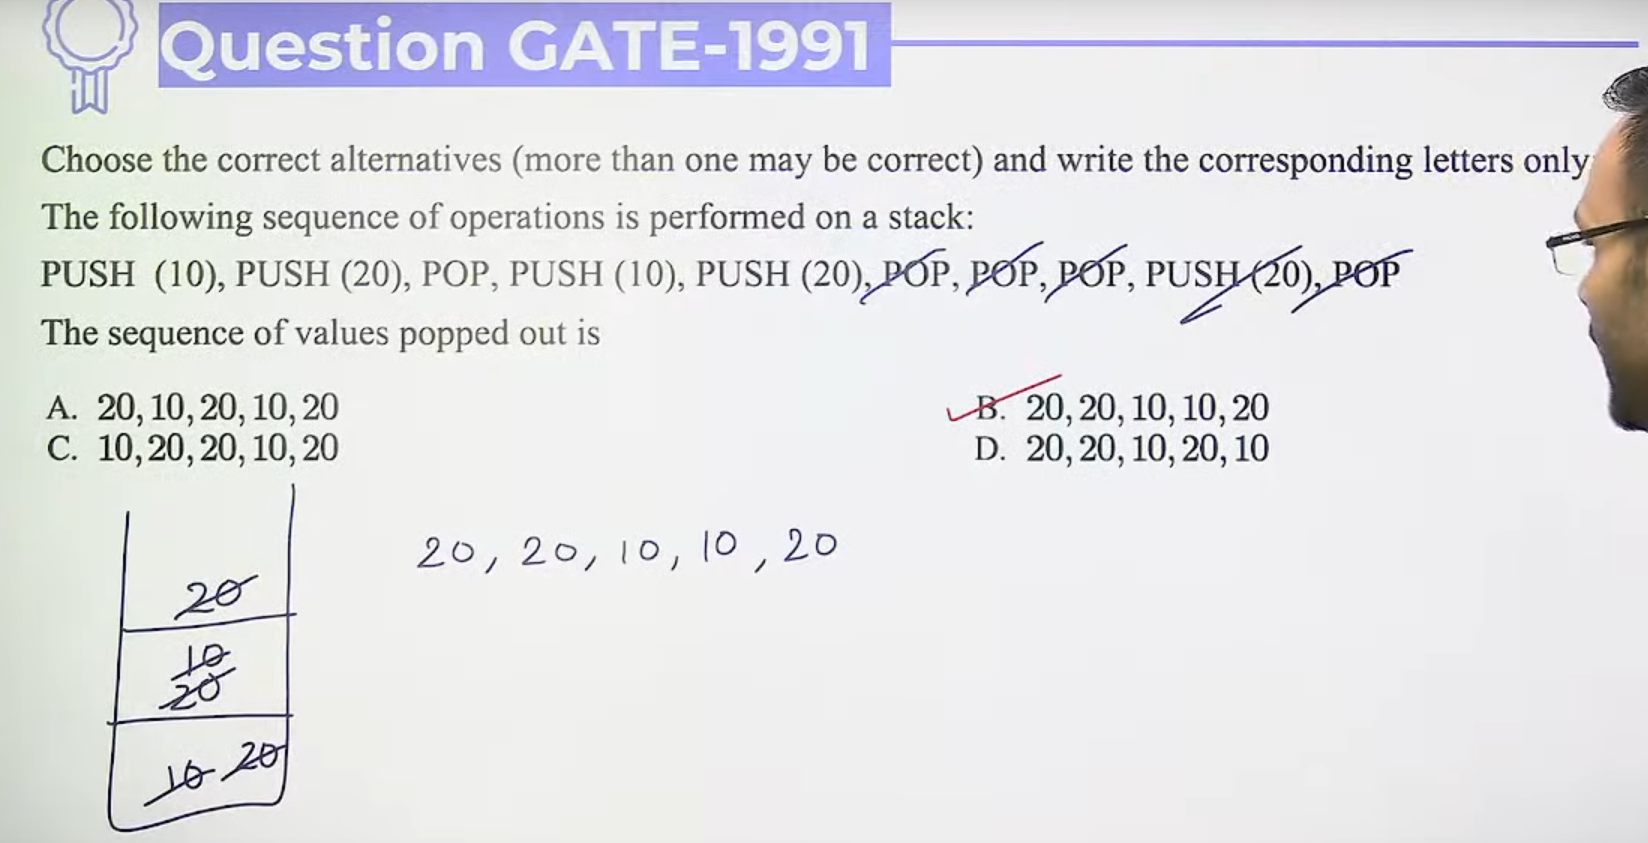 Question GATE-1991
Choose the correct alternatives (more than one may be correct) and write the corresponding letters only
The following sequence of operations is performed on a stack:
PUSH (10), PUSH (20), POP, PUSH (10), PUSH (20), POP, POP, POP, PUSH (20), POP
The sequence of values popped out is
A. 20, 10, 20, 10, 20 B. 20, 20, 10, 10, 20
C. 10, 20, 20, 10, 20 D. 20, 20, 10, 20, 10
20, 20, 10, 10, 20
20
10
20
10 20